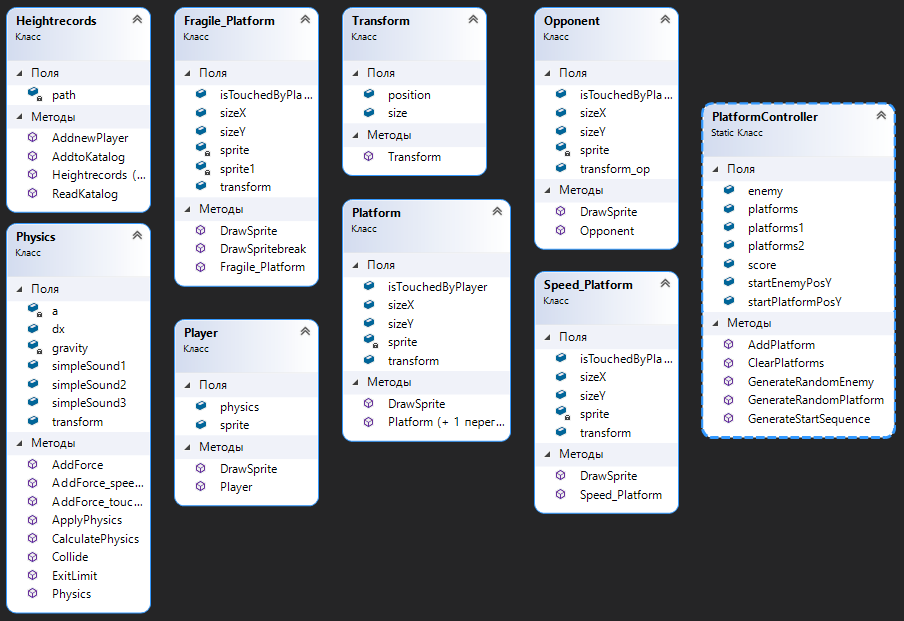 Heightrecords
Класс
Поля
path
Методы
AddnewPlayer
AddtoKatalog
Heightrecords (...
ReadKatalog
Physics
Класс
Поля
a
dx
gravity
simpleSound1
simpleSound2
simpleSound3
transform
Методы
AddForce
AddForce_spee...
AddForce_touc...
ApplyPhysics
CalculatePhysics
Collide
ExitLimit
Physics
Fragile_Platform
Класс
Поля
isTouchedByPla...
sizeX
sizeY
sprite
sprite1
transform
Методы
DrawSprite
DrawSpritebreak
Fragile_Platform
Player
Класс
Поля
physics
sprite
Методы
DrawSprite
Player
Transform
Класс
Поля
position
size
Методы
Transform
Platform
Класс
Поля
isTouchedByPlayer
sizeX
sizeY
sprite
transform
Методы
DrawSprite
Platform (+ 1 перег...
Opponent
Класс
Поля
isTouchedByPla...
sizeX
sizeY
sprite
transform_op
Методы
DrawSprite
Opponent
Speed_Platform
Класс
Поля
isTouchedByPla...
sizeX
sizeY
sprite
transform
Методы
DrawSprite
Speed_Platform
PlatformController
Static Класс
Поля
enemy
platforms
platforms1
platforms2
score
startEnemyPosY
startPlatformPosY
Методы
AddPlatform
ClearPlatforms
GenerateRandomEnemy
GenerateRandomPlatform
GenerateStartSequence